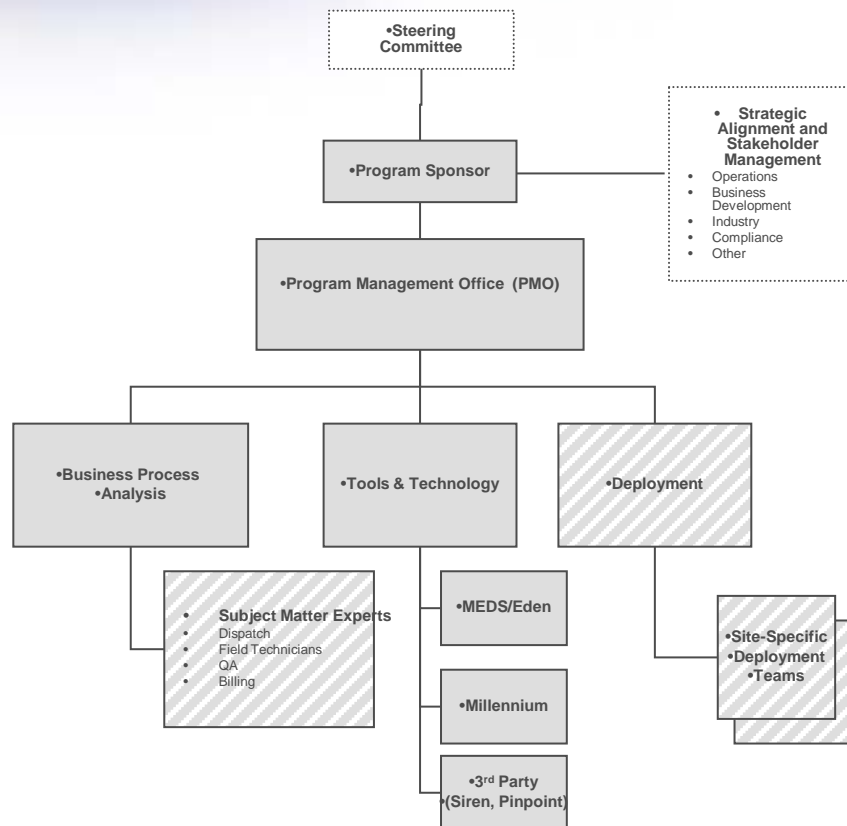 •Steering
Committee
• Strategic
Alignment and
Stakeholder
Management
• Operations
• Business
Development
• Industry
• Compliance
• Other
•Program Sponsor
•Program Management Office (PMO)
•Business Process
•Analysis
•Tools & Technology
•Deployment
• Subject Matter Experts
• Dispatch
• Field Technicians
• QA
• Billing
•MEDS/Eden
•Millennium
•3rd Party
•(Siren, Pinpoint)
•Site-Specific
•Deployment
•Teams